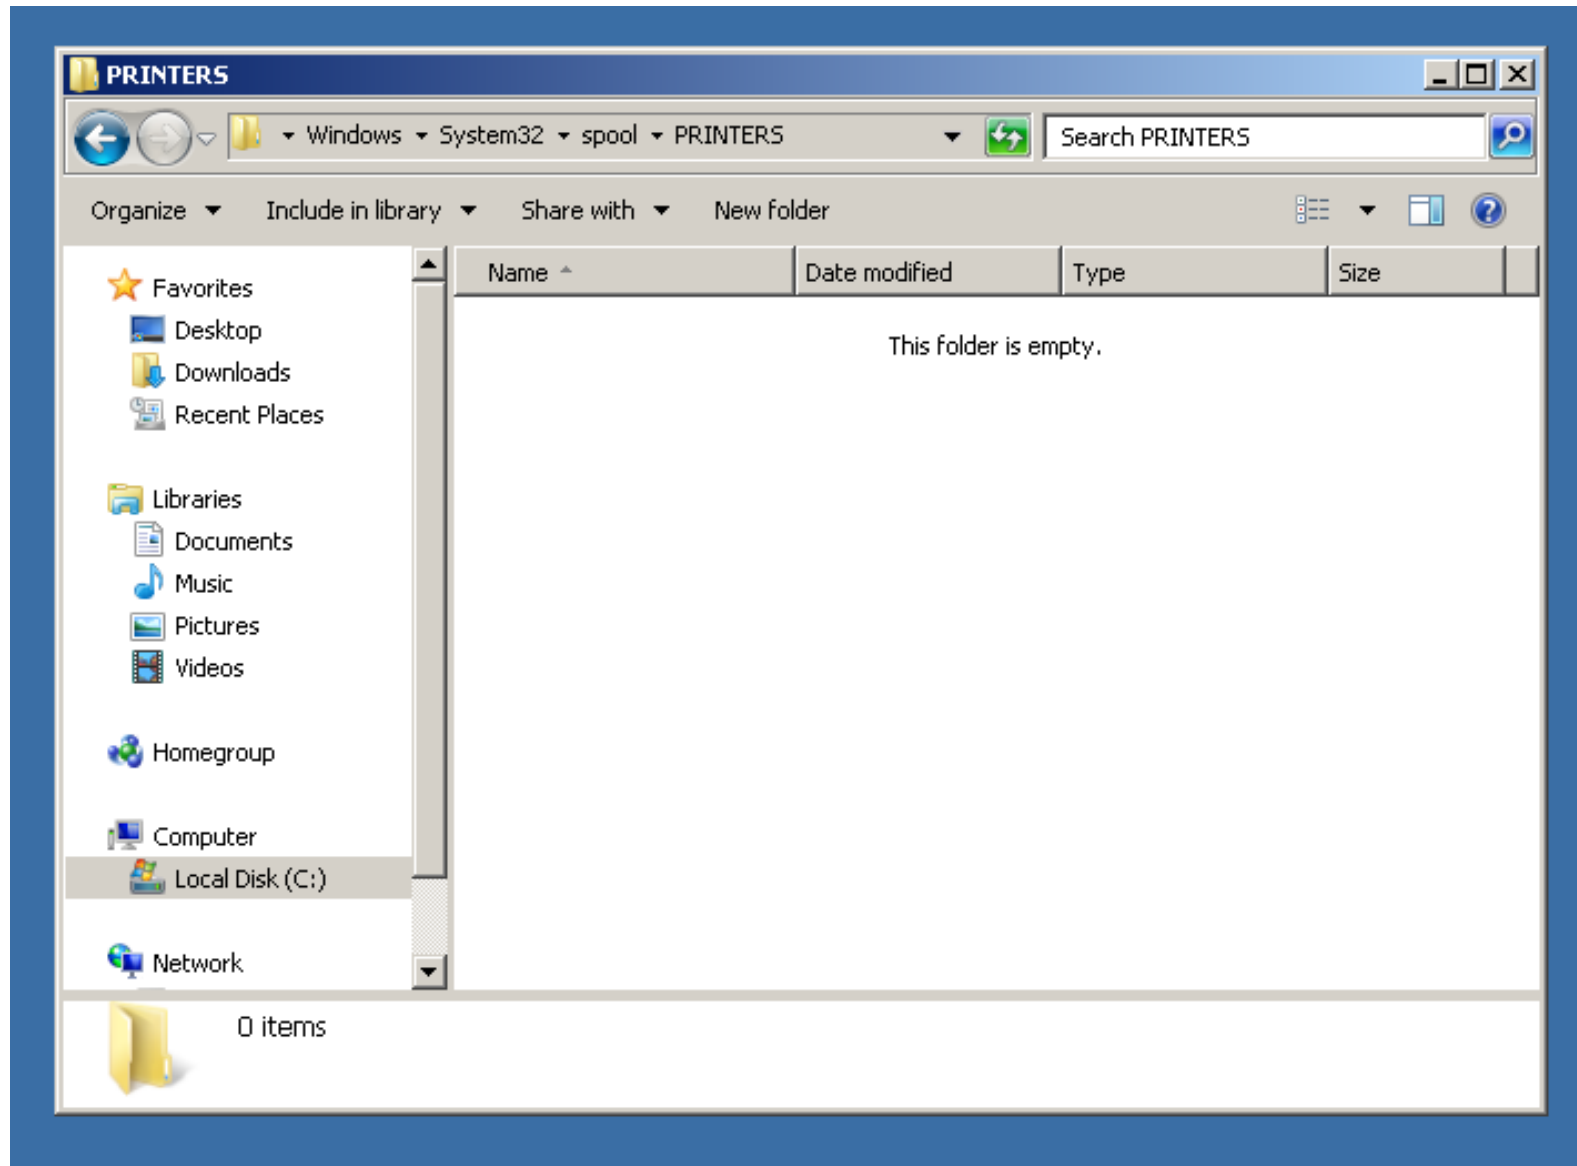 PRINTERS
Windows System32 spool PRINTERS
Search PRINTERS
Organize Include in library Share with New folder
Name Date modified Type Size
This folder is empty.
Favorites
Desktop
Downloads
Recent Places
Libraries
Documents
Music
Pictures
Videos
Homegroup
Computer
Local Disk (C:)
Network
0 items